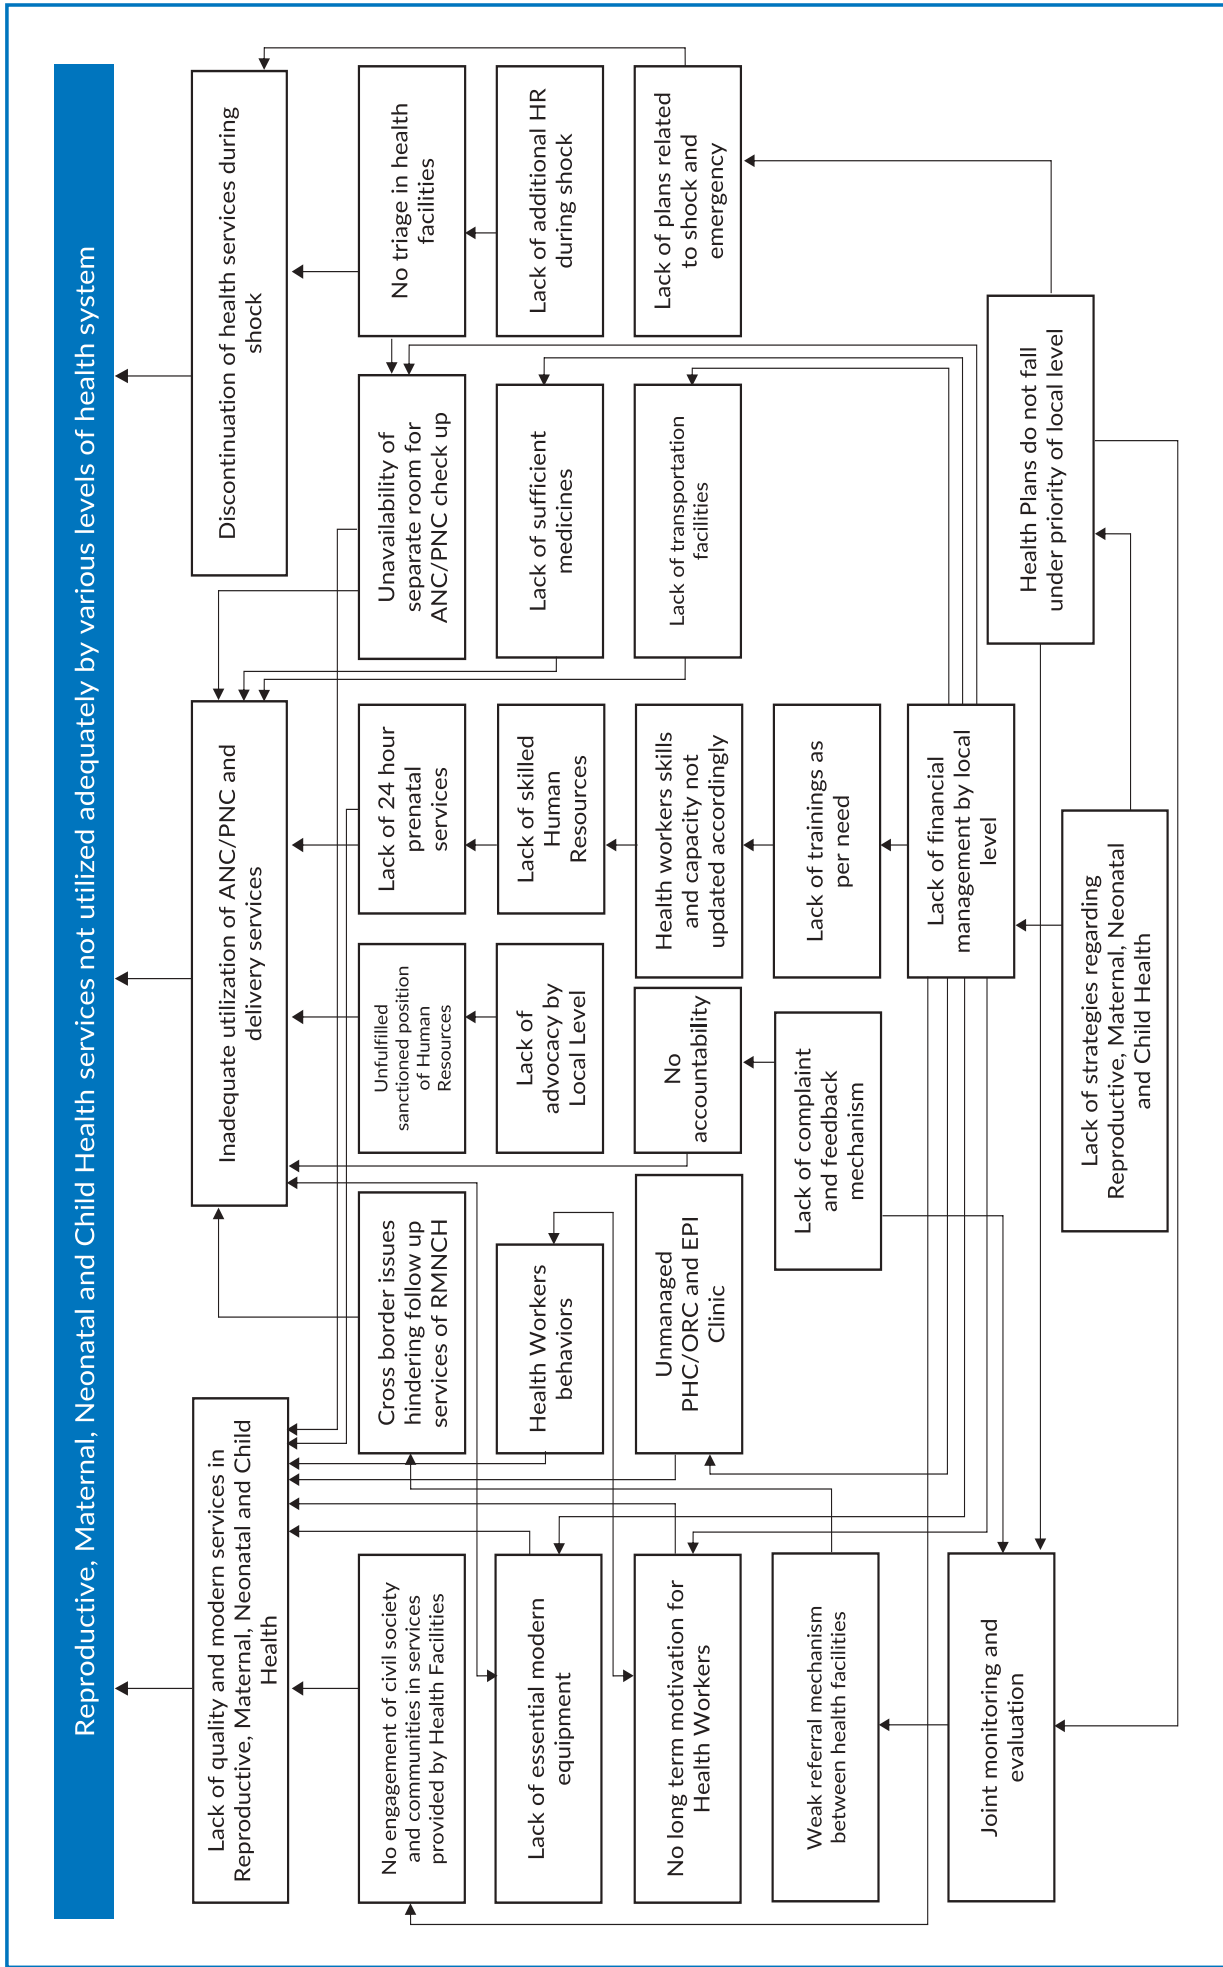 Reproductive, Maternal, Neonatal and Child Health services not utilized adequately by various levels of health system
Lack of quality and modern services in
Reproductive, Maternal, Neonatal and Child
Health
Inadequate utilization of ANC/PNC and
delivery services
Discontinuation of health services during
shock
No engagement of civil society
and communities in services
provided by Health Facilities
Cross border issues
hindering follow up
services of RMNCH
Unfulfilled
sanctioned position
of Human
Resources
Lack of 24 hour
prenatal
services
Unavailability of
separate room for
ANC/PNC check up
No triage in health
facilities
Lack of essential modern
equipment
Health Workers
behaviors
Lack of
advocacy by
Local Level
Lack of skilled
Human
Resources
Lack of sufficient
medicines
Lack of additional HR
during shock
No long term motivation for
Health Workers
Unmanaged
PHC/ORC and EPI
Clinic
No
accountability
Health workers skills
and capacity not
updated accordingly
Lack of transportation
facilities
Lack of plans related
to shock and
emergency
Weak referral mechanism
between health facilities
Lack of complaint
and feedback
mechanism
Lack of trainings as
per need
Joint monitoring and
evaluation
Lack of financial
management by local
level
Health Plans do not fall
under priority of local level
Lack of strategies regarding
Reproductive, Maternal, Neonatal
and Child Health